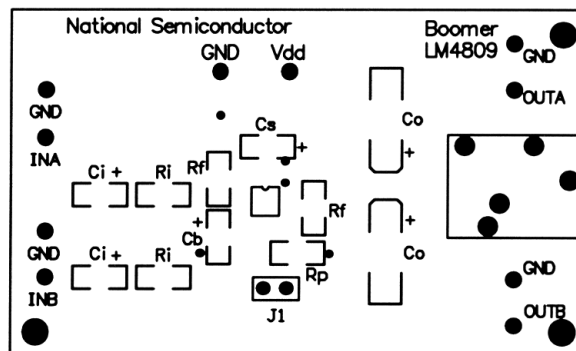 National Semiconductor
Boomer
LM4809
GND
Vdd
GND
OUTA
GND
INA
Cs
+
Co
+
Ci +
Ri
Rf
Rf
+
Cb
+
Co
GND
Ci +
Ri
Rp
GND
INB
J1
OUTB